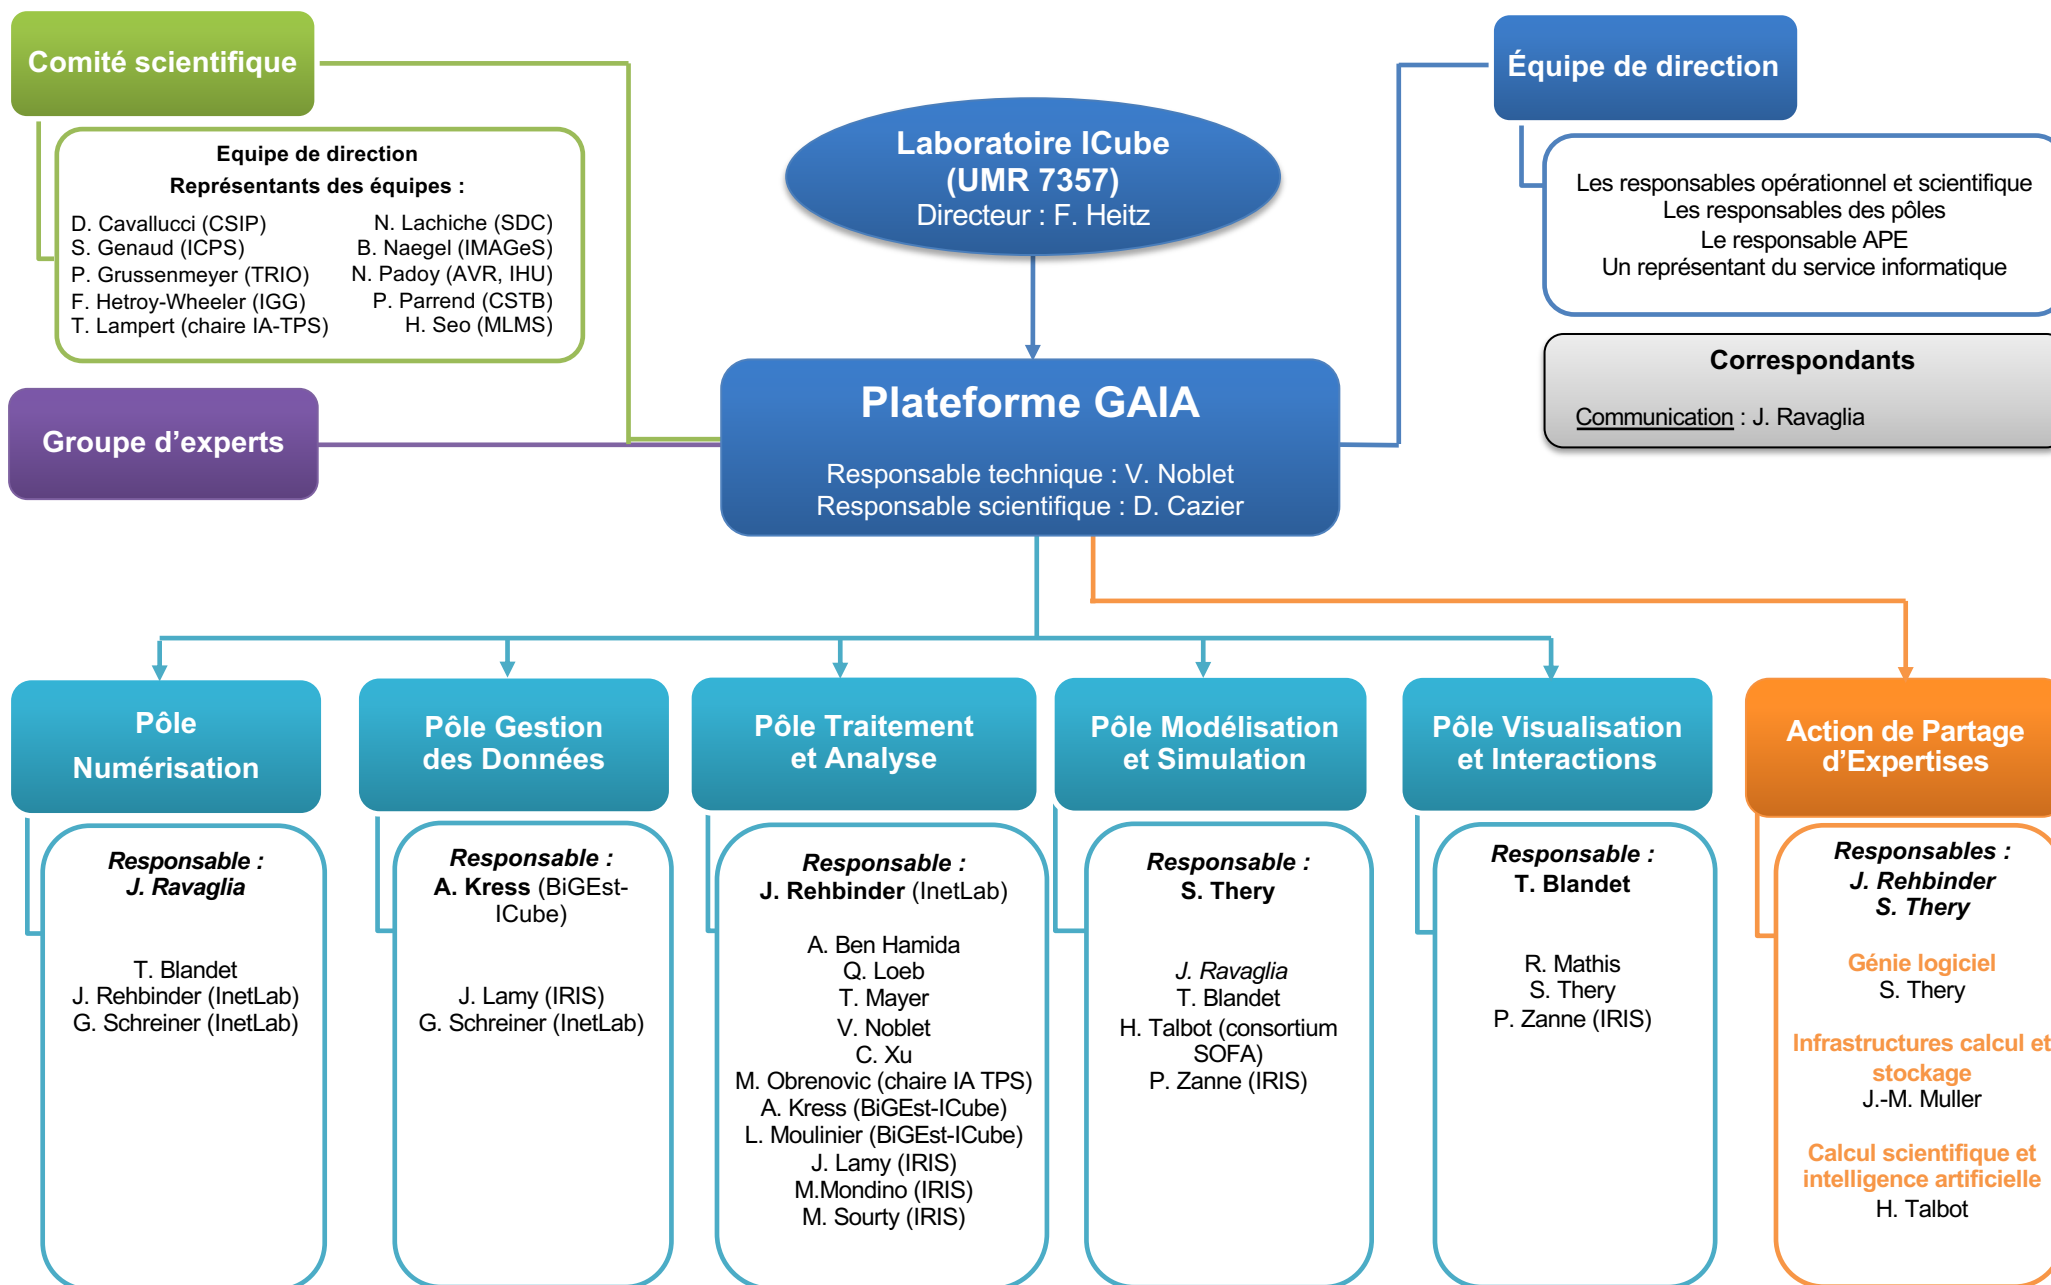 Comité scientifique
Equipe de direction
Représentants des équipes :
D. Cavallucci (CSIP)
S. Genaud (ICPS)
P. Grussenmeyer (TRIO)
F. Hetroy-Wheeler (IGG)
T. Lampert (chaire IA-TPS)
N. Lachiche (SDC)
B. Naegel (IMAGeS)
N. Padoy (AVR, IHU)
P. Parrend (CSTB)
H. Seo (MLMS)
Groupe d’experts
Laboratoire ICube
(UMR 7357)
Directeur : F. Heitz
Équipe de direction
Les responsables opérationnel et scientifique
Les responsables des pôles
Le responsable APE
Un représentant du service informatique
Correspondants
Communication : J. Ravaglia
Plateforme GAIA
Responsable technique : V. Noblet
Responsable scientifique : D. Cazier
Pôle
Numérisation
Responsable :
J. Ravaglia
T. Blandet
J. Rehbinder (InetLab)
G. Schreiner (InetLab)
Pôle Gestion
des Données
Responsable :
A. Kress (BiGEst-
ICube)
J. Lamy (IRIS)
G. Schreiner (InetLab)
Pôle Traitement
et Analyse
Responsable :
J. Rehbinder (InetLab)
A. Ben Hamida
Q. Loeb
T. Mayer
V. Noblet
C. Xu
M. Obrenovic (chaire IA TPS)
A. Kress (BiGEst-ICube)
L. Moulinier (BiGEst-ICube)
J. Lamy (IRIS)
M.Mondino (IRIS)
M. Sourty (IRIS)
Pôle Modélisation
et Simulation
Responsable :
S. Thery
J. Ravaglia
T. Blandet
H. Talbot (consortium
SOFA)
P. Zanne (IRIS)
Pôle Visualisation
et Interactions
Responsable :
T. Blandet
R. Mathis
S. Thery
P. Zanne (IRIS)
Action de Partage
d’Expertises
Responsables :
J. Rehbinder
S. Thery
Génie logiciel
S. Thery
Infrastructures calcul et
stockage
J.-M. Muller
Calcul scientifique et
intelligence artificielle
H. Talbot